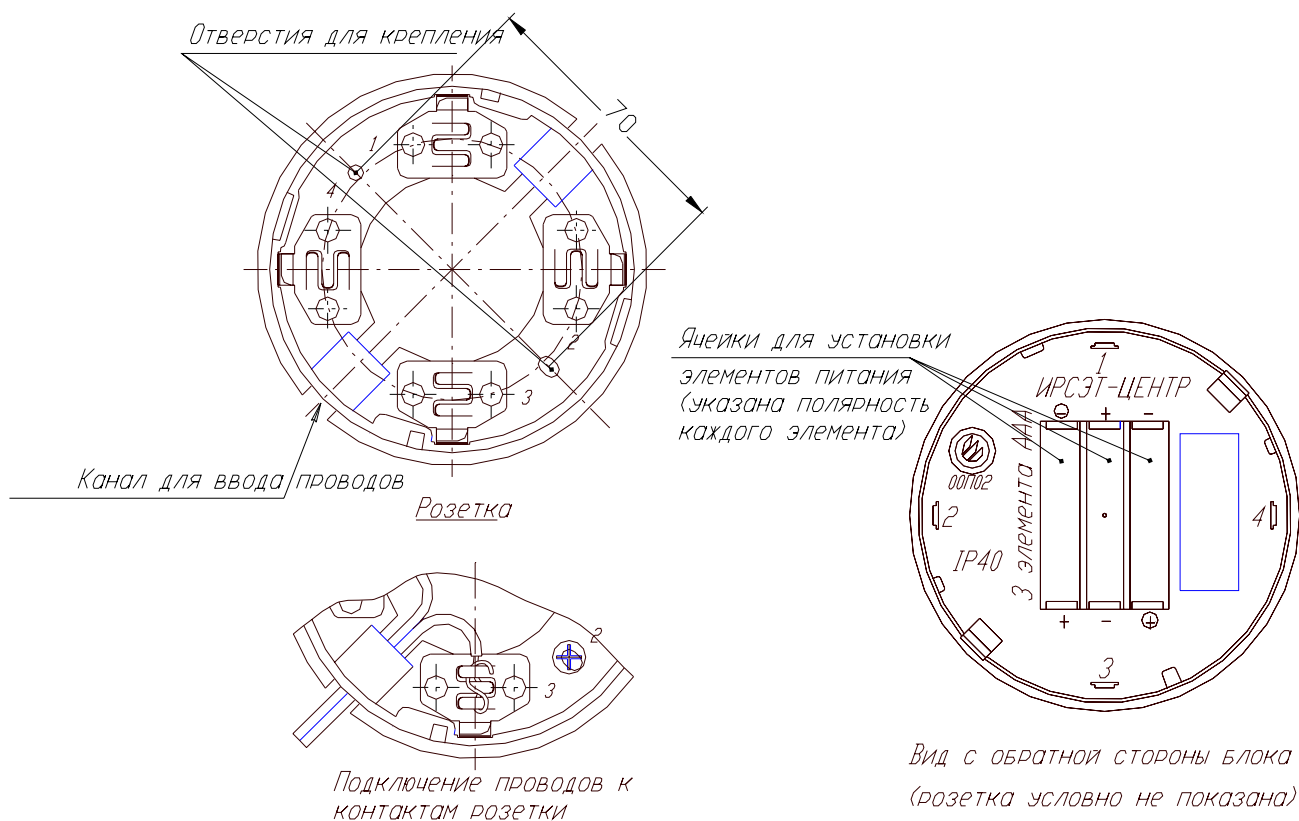 Отверстия для крепления
70
1
4
2
3
Канал для ввода проводов
Розетка
2
3
Подключение проводов к
контактам розетки
Ячейки для установки
элементов питания
(указана полярность
каждого элемента)
1
ИРСЭТ-ЦЕНТР
- + -
3 элемента ААА
ООП02
2
4
IP40
+ - +
3
Вид с обратной стороны блока
(розетка условно не показана)